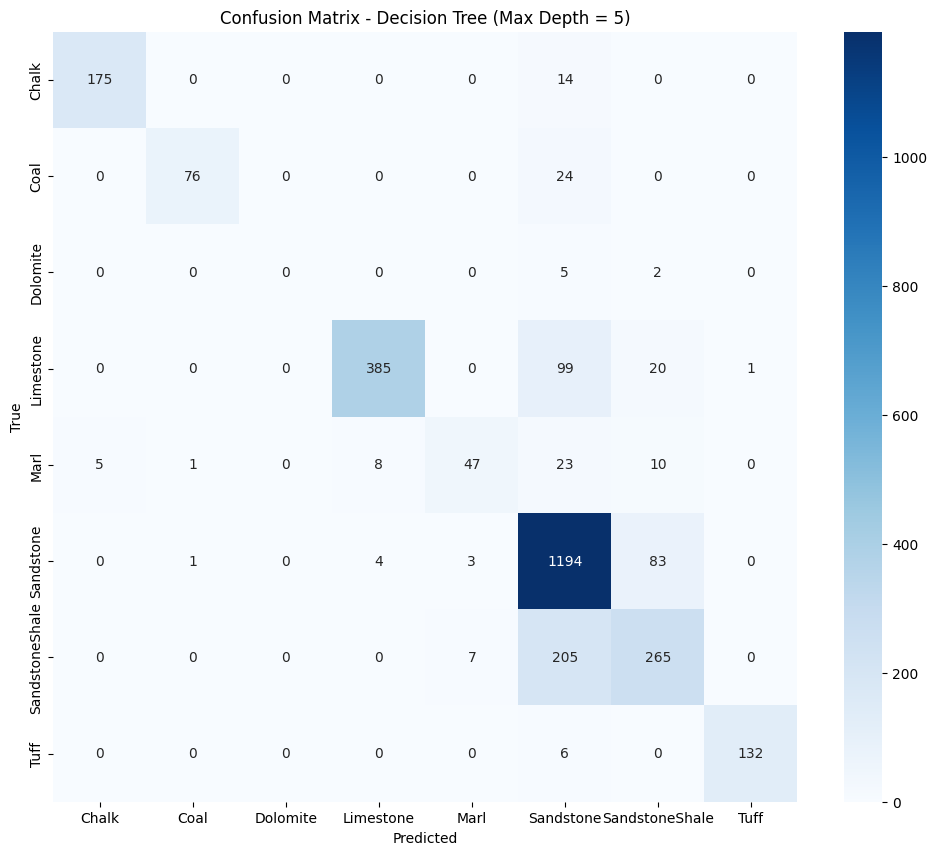 Confusion Matrix - Decision Tree (Max Depth = 5)
True
Chalk 175 0 0 0 0 14 0 0
Coal 0 76 0 0 0 24 0 0
Dolomite 0 0 0 0 0 5 2 0
Limestone 0 0 0 385 0 99 20 1
Marl 5 1 0 8 47 23 10 0
Sandstone 0 1 0 4 3 1194 83 0
SandstoneShale 0 0 0 0 7 205 265 0
Tuff 0 0 0 0 0 6 0 132
Chalk Coal Dolomite Limestone Marl Sandstone SandstoneShale Tuff
Predicted
1000
800
600
400
200
0